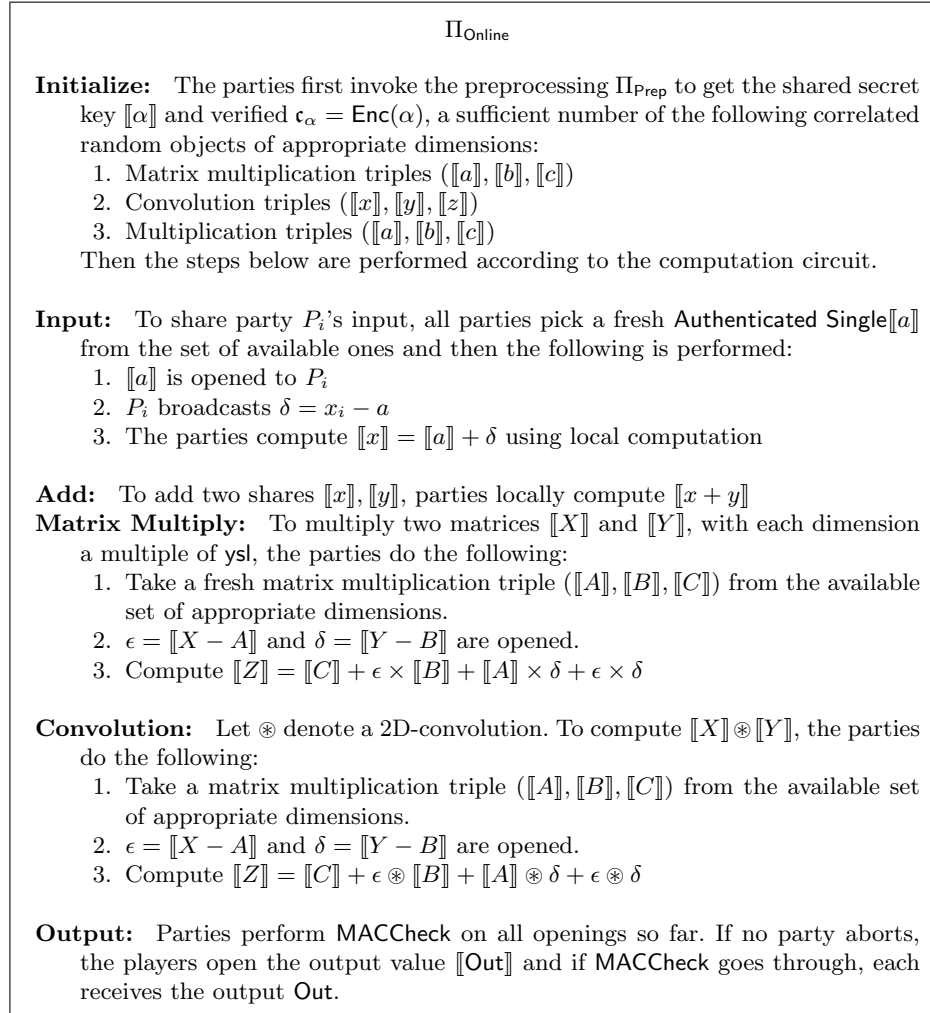 Π_Online
Initialize: The parties first invoke the preprocessing Π_Prep to get the shared secret
key ⟦α⟧ and verified 𝔠_α = Enc(α), a sufficient number of the following correlated
random objects of appropriate dimensions:
1. Matrix multiplication triples (⟦a⟧, ⟦b⟧, ⟦c⟧)
2. Convolution triples (⟦x⟧, ⟦y⟧, ⟦z⟧)
3. Multiplication triples (⟦a⟧, ⟦b⟧, ⟦c⟧)
Then the steps below are performed according to the computation circuit.
Input: To share party P_i's input, all parties pick a fresh Authenticated Single⟦a⟧
from the set of available ones and then the following is performed:
1. ⟦a⟧ is opened to P_i
2. P_i broadcasts δ = x_i − a
3. The parties compute ⟦x⟧ = ⟦a⟧ + δ using local computation
Add: To add two shares ⟦x⟧, ⟦y⟧, parties locally compute ⟦x + y⟧
Matrix Multiply: To multiply two matrices ⟦X⟧ and ⟦Y⟧, with each dimension
a multiple of ysl, the parties do the following:
1. Take a fresh matrix multiplication triple (⟦A⟧, ⟦B⟧, ⟦C⟧) from the available
set of appropriate dimensions.
2. ϵ = ⟦X − A⟧ and δ = ⟦Y − B⟧ are opened.
3. Compute ⟦Z⟧ = ⟦C⟧ + ϵ × ⟦B⟧ + ⟦A⟧ × δ + ϵ × δ
Convolution: Let ⊛ denote a 2D-convolution. To compute ⟦X⟧ ⊛ ⟦Y⟧, the parties
do the following:
1. Take a matrix multiplication triple (⟦A⟧, ⟦B⟧, ⟦C⟧) from the available set
of appropriate dimensions.
2. ϵ = ⟦X − A⟧ and δ = ⟦Y − B⟧ are opened.
3. Compute ⟦Z⟧ = ⟦C⟧ + ϵ ⊛ ⟦B⟧ + ⟦A⟧ ⊛ δ + ϵ ⊛ δ
Output: Parties perform MACCheck on all openings so far. If no party aborts,
the players open the output value ⟦Out⟧ and if MACCheck goes through, each
receives the output Out.